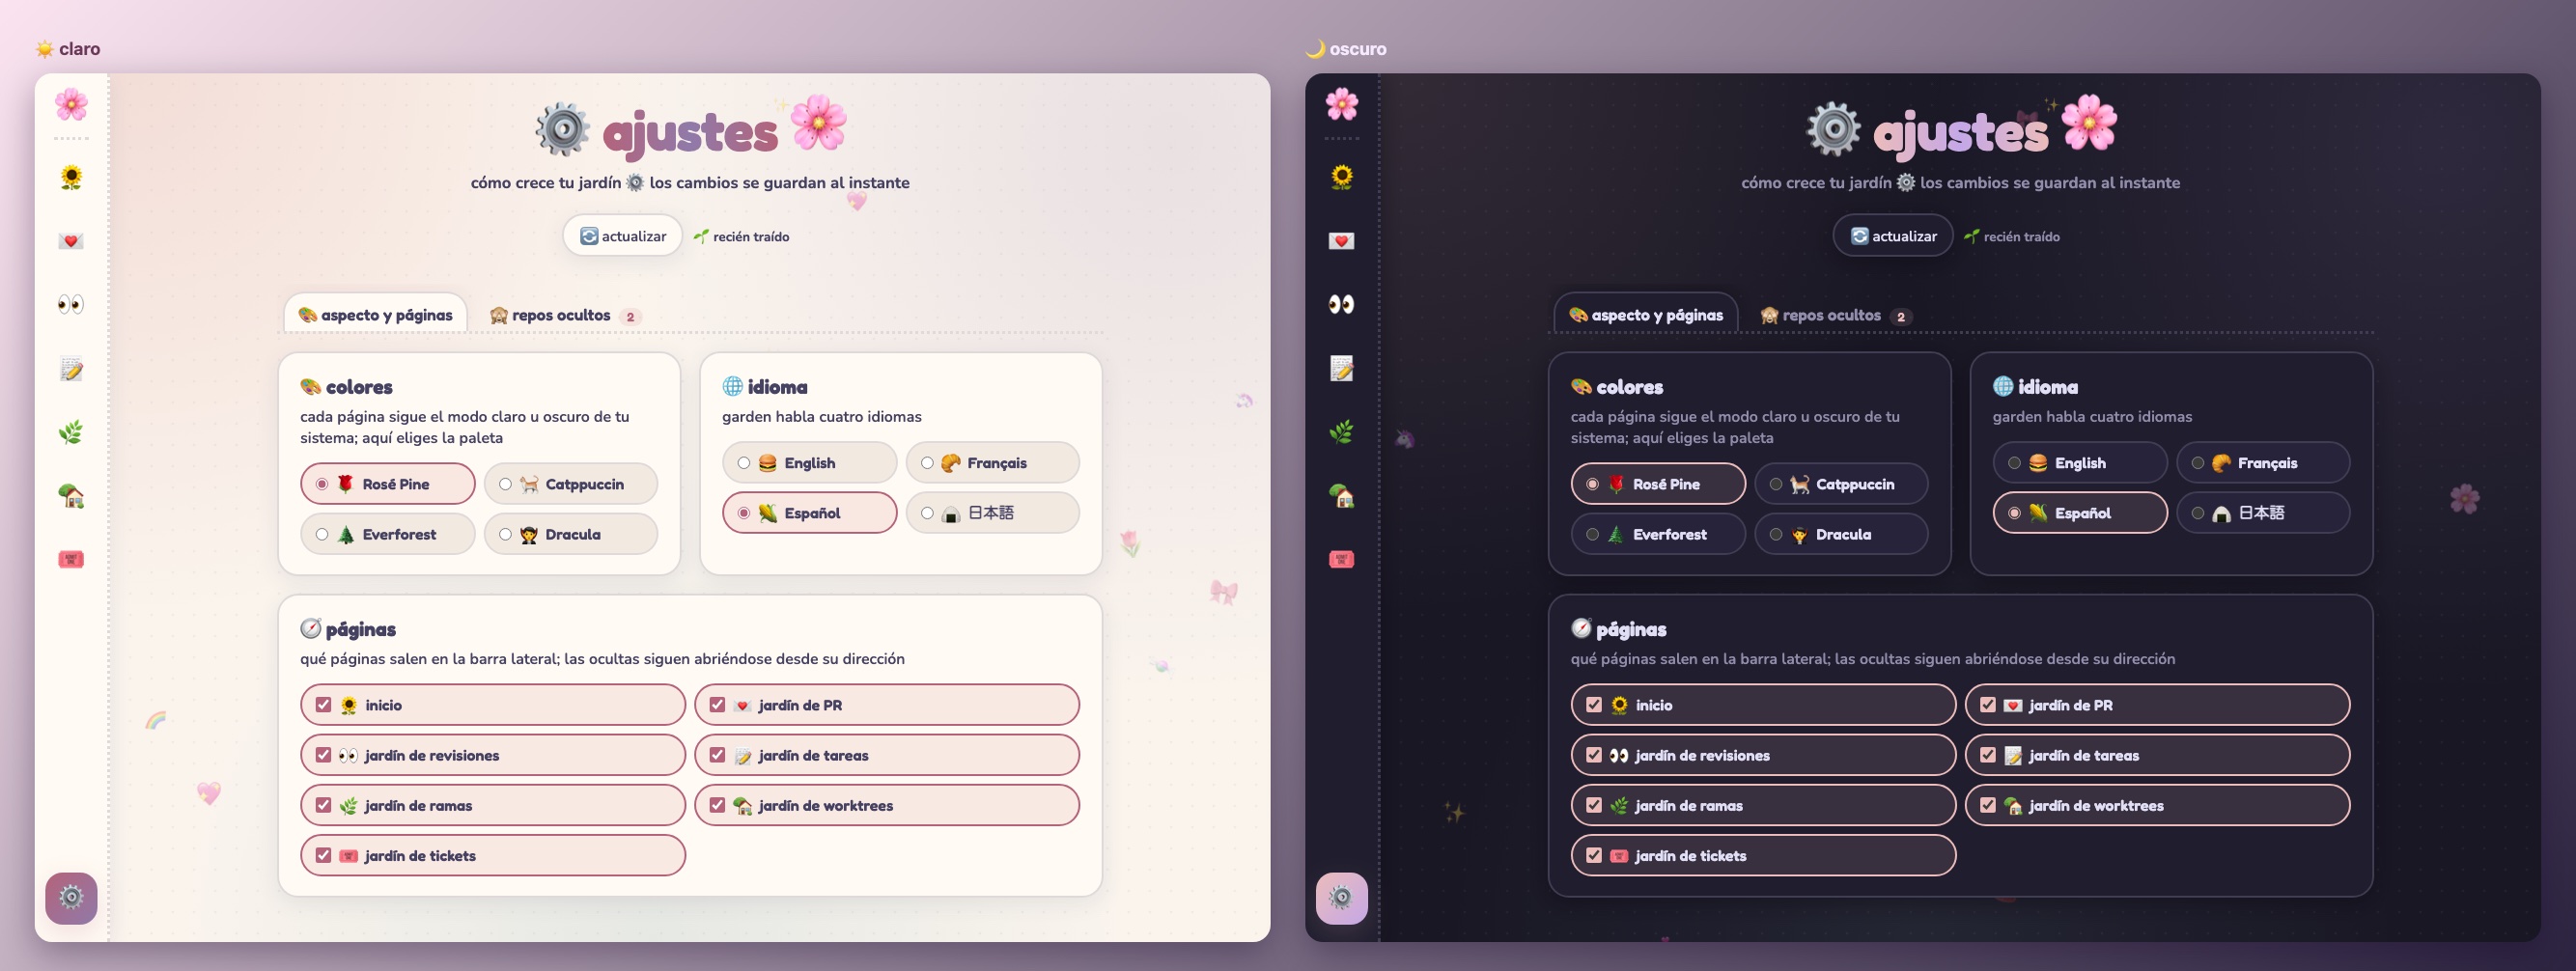 claro
ajustes
cómo crece tu jardín ⚙️ los cambios se guardan al instante
actualizar
recién traído
aspecto y páginas
repos ocultos 2
colores
cada página sigue el modo claro u oscuro de tu
sistema; aquí eliges la paleta
Rosé Pine
Catppuccin
Everforest
Dracula
idioma
garden habla cuatro idiomas
English
Français
Español
日本語
páginas
qué páginas salen en la barra lateral; las ocultas siguen abriéndose desde su dirección
inicio
jardín de PR
jardín de revisiones
jardín de tareas
jardín de ramas
jardín de worktrees
jardín de tickets
oscuro
ajustes
cómo crece tu jardín ⚙️ los cambios se guardan al instante
actualizar
recién traído
aspecto y páginas
repos ocultos 2
colores
cada página sigue el modo claro u oscuro de tu
sistema; aquí eliges la paleta
Rosé Pine
Catppuccin
Everforest
Dracula
idioma
garden habla cuatro idiomas
English
Français
Español
日本語
páginas
qué páginas salen en la barra lateral; las ocultas siguen abriéndose desde su dirección
inicio
jardín de PR
jardín de revisiones
jardín de tareas
jardín de ramas
jardín de worktrees
jardín de tickets